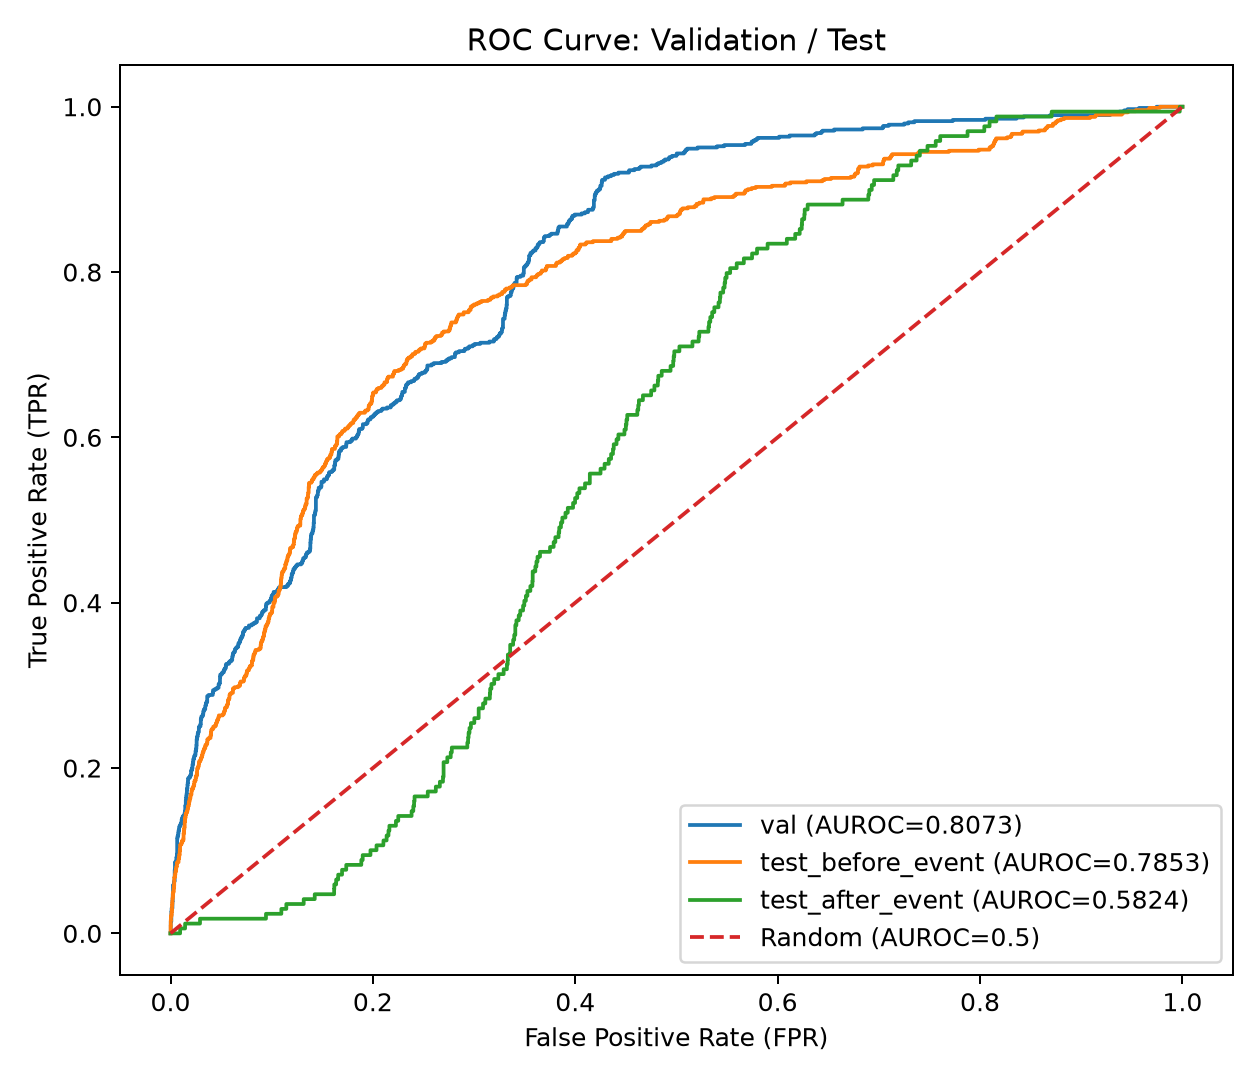 ROC Curve: Validation / Test
True Positive Rate (TPR)
1.0
0.8
0.6
0.4
0.2
0.0
val (AUROC=0.8073)
test_before_event (AUROC=0.7853)
test_after_event (AUROC=0.5824)
Random (AUROC=0.5)
0.0 0.2 0.4 0.6 0.8 1.0
False Positive Rate (FPR)